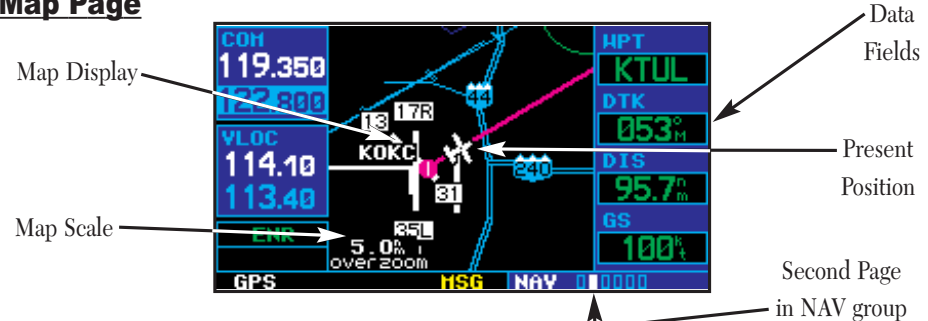 Map Page
Data
Fields
Map Display
COM
119.350
122.800
VLOC
114.10
113.40
ENR
13
17R
KOKC
44
240
31
35L
5.0nm
overzoom
WPT
KTUL
DTK
053°M
DIS
95.7nm
GS
100kt
Present
Position
Map Scale
GPS
MSG
NAV
Second Page
in NAV group